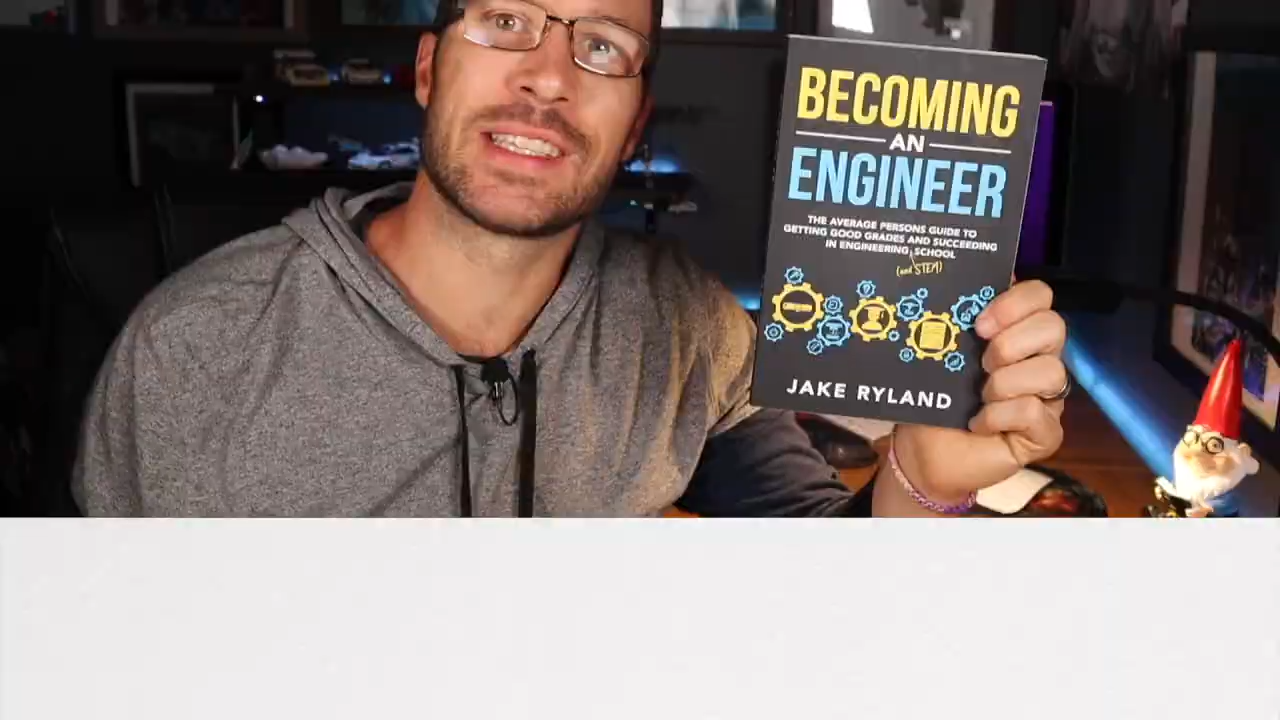 BECOMING
AN
ENGINEER
THE AVERAGE PERSONS GUIDE TO
GETTING GOOD GRADES AND SUCCEEDING
IN ENGINEERING SCHOOL
(and STEM)
JAKE RYLAND